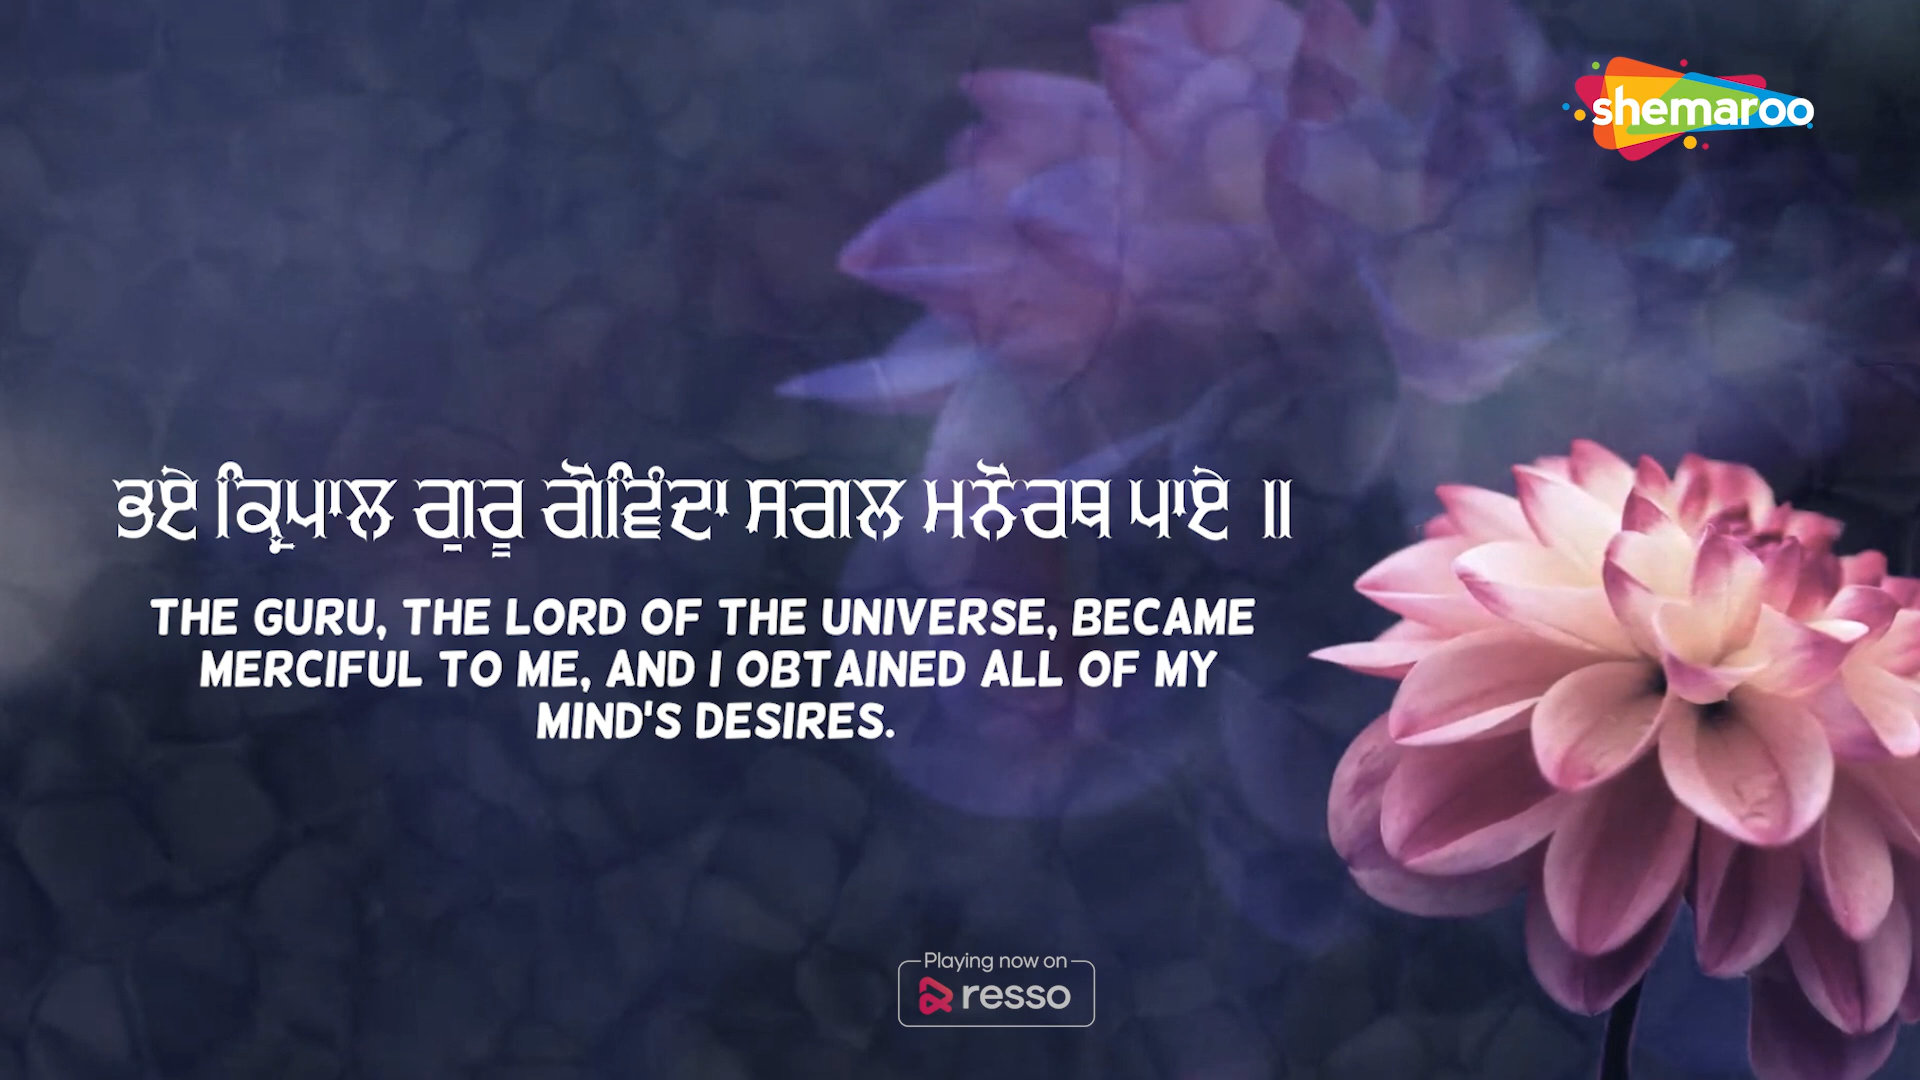 shemaroo
ਭਏ ਕ੍ਰਿਪਾਲ ਗੁਰੂ ਗੋਵਿੰਦਾ ਸਗਲ ਮਨੋਰਥ ਪਾਏ ॥
THE GURU, THE LORD OF THE UNIVERSE, BECAME
MERCIFUL TO ME, AND I OBTAINED ALL OF MY
MIND'S DESIRES.
Playing now on
resso